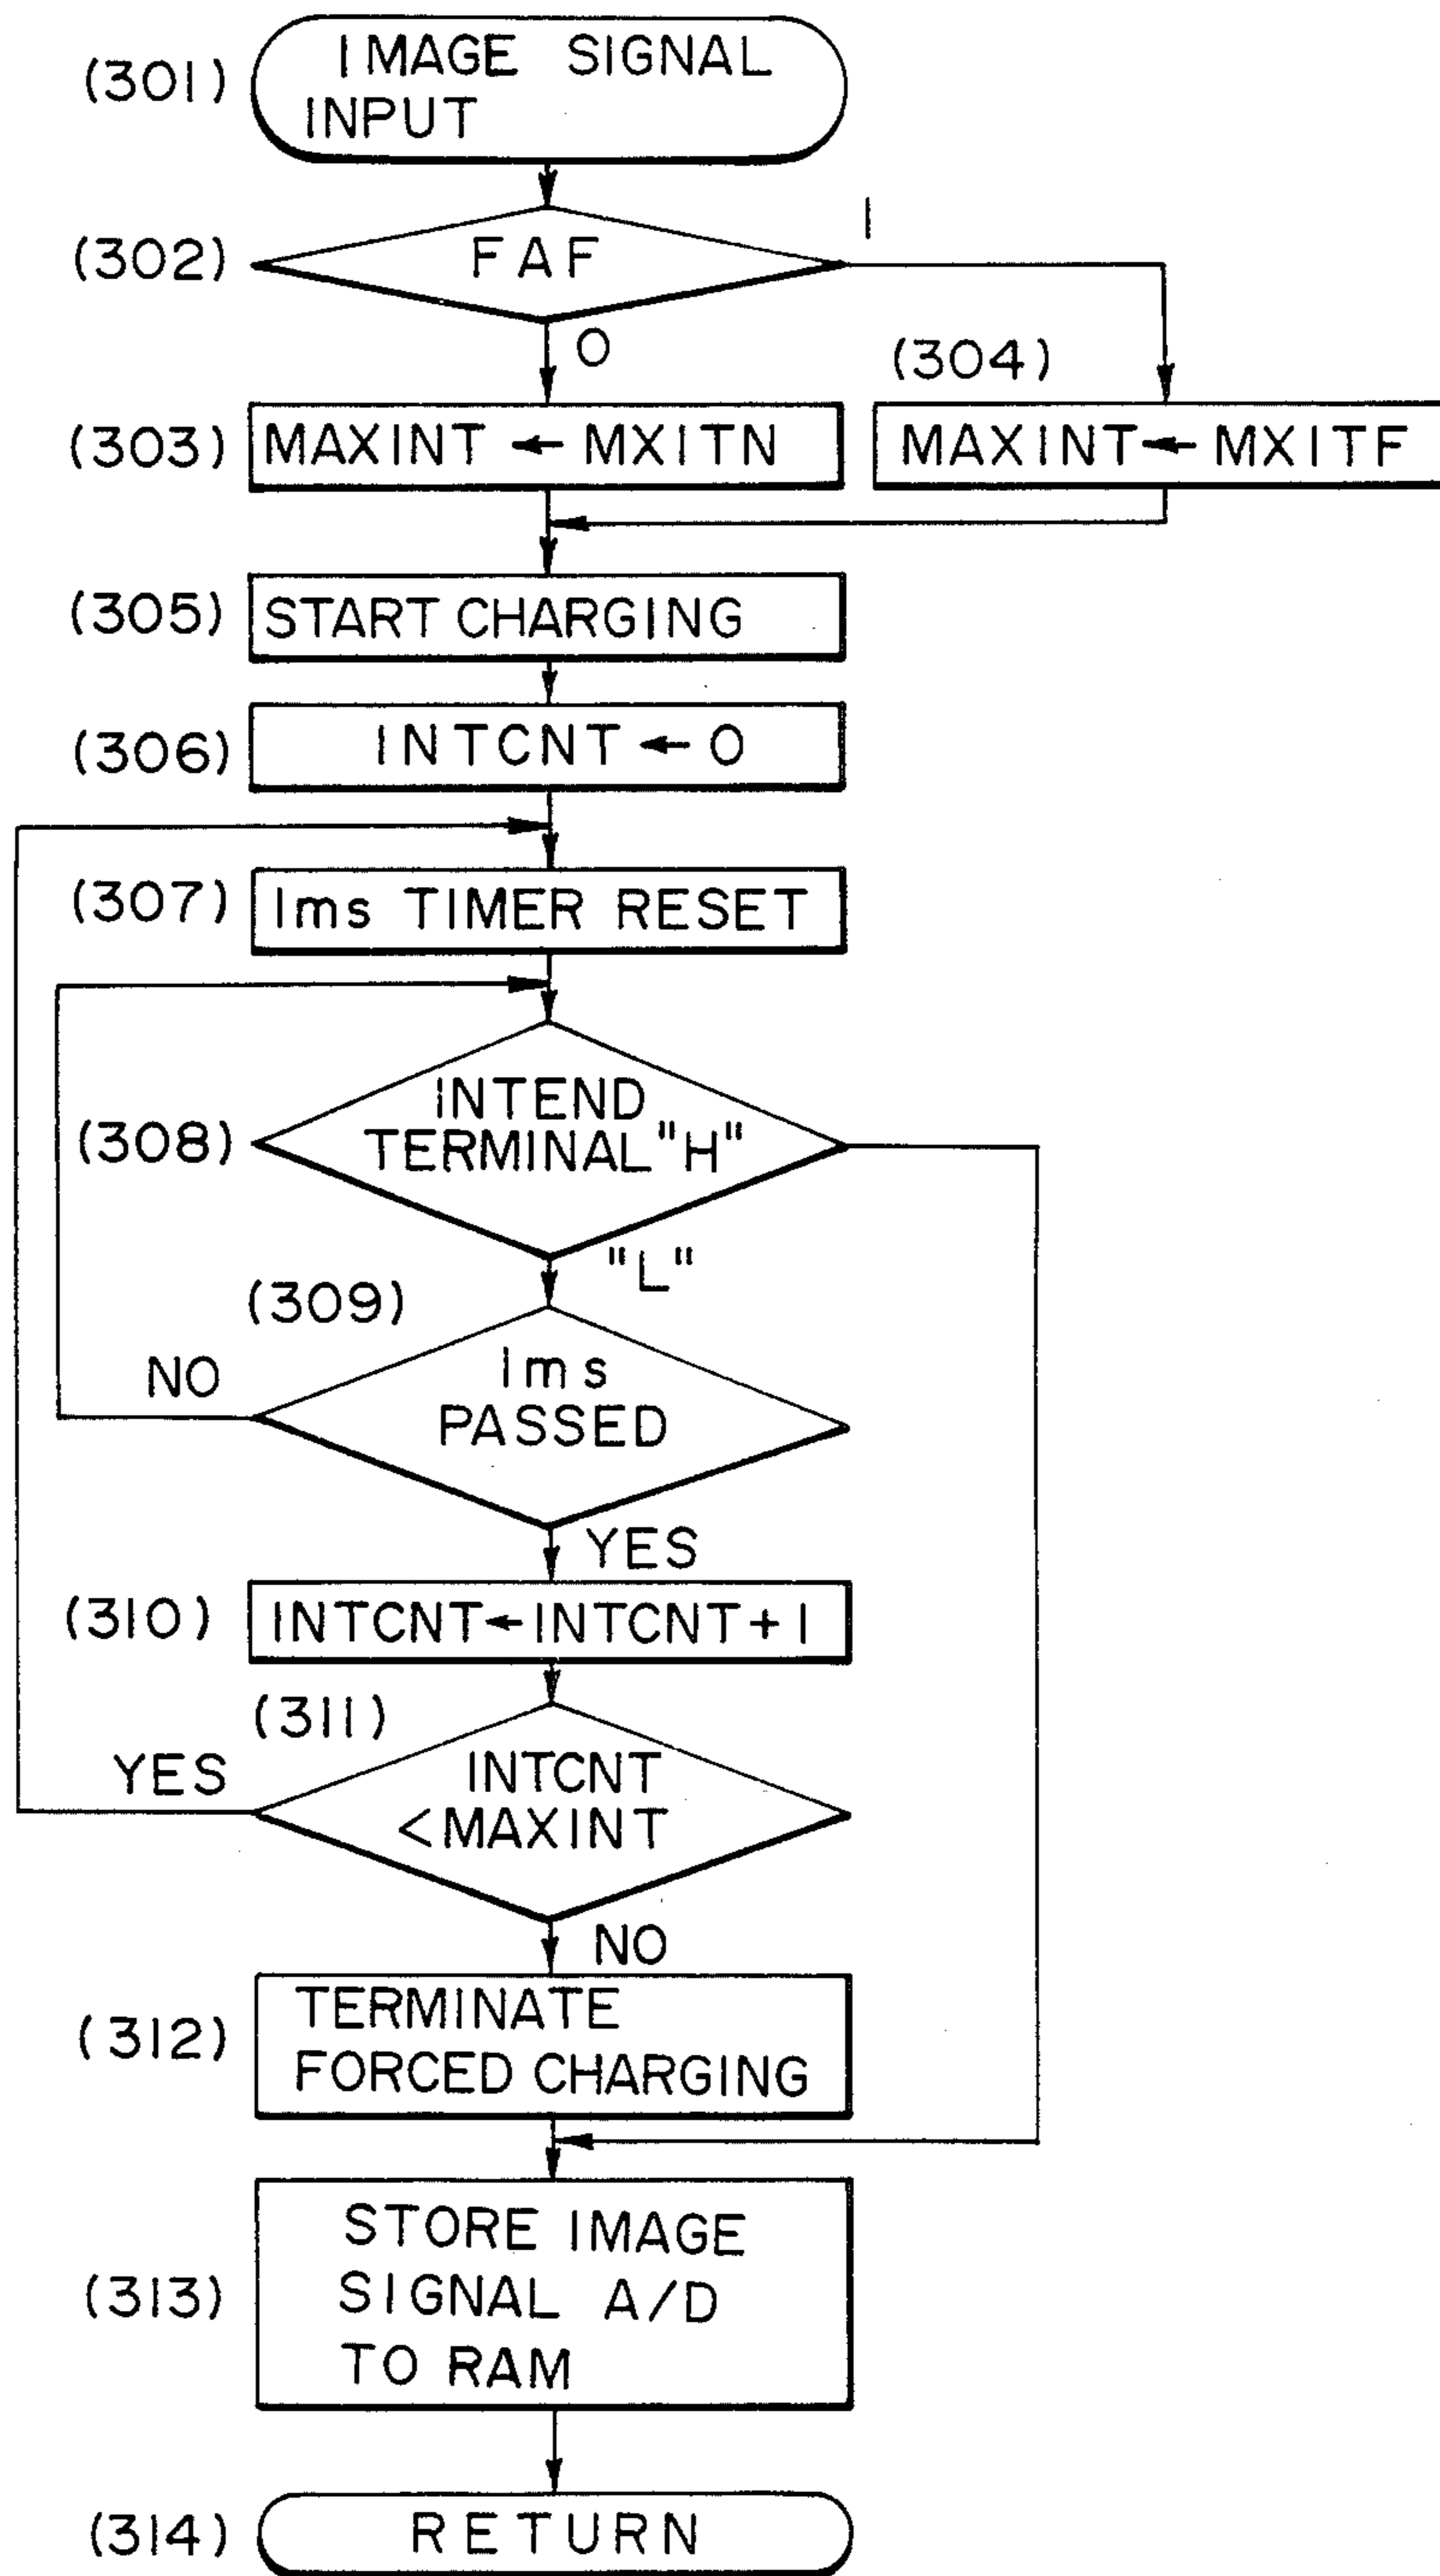 (301)
IMAGE SIGNAL
INPUT
(302)
FAF
1
0
(304)
(303)
MAXINT ← MXITN
MAXINT ← MXITF
(305)
START CHARGING
(306)
INTCNT ← 0
(307)
1ms TIMER RESET
(308)
INTEND
TERMINAL "H"
"L"
(309)
1ms
PASSED
NO
YES
(310)
INTCNT ← INTCNT + 1
(311)
INTCNT
< MAXINT
YES
NO
(312)
TERMINATE
FORCED CHARGING
(313)
STORE IMAGE
SIGNAL A/D
TO RAM
(314)
RETURN